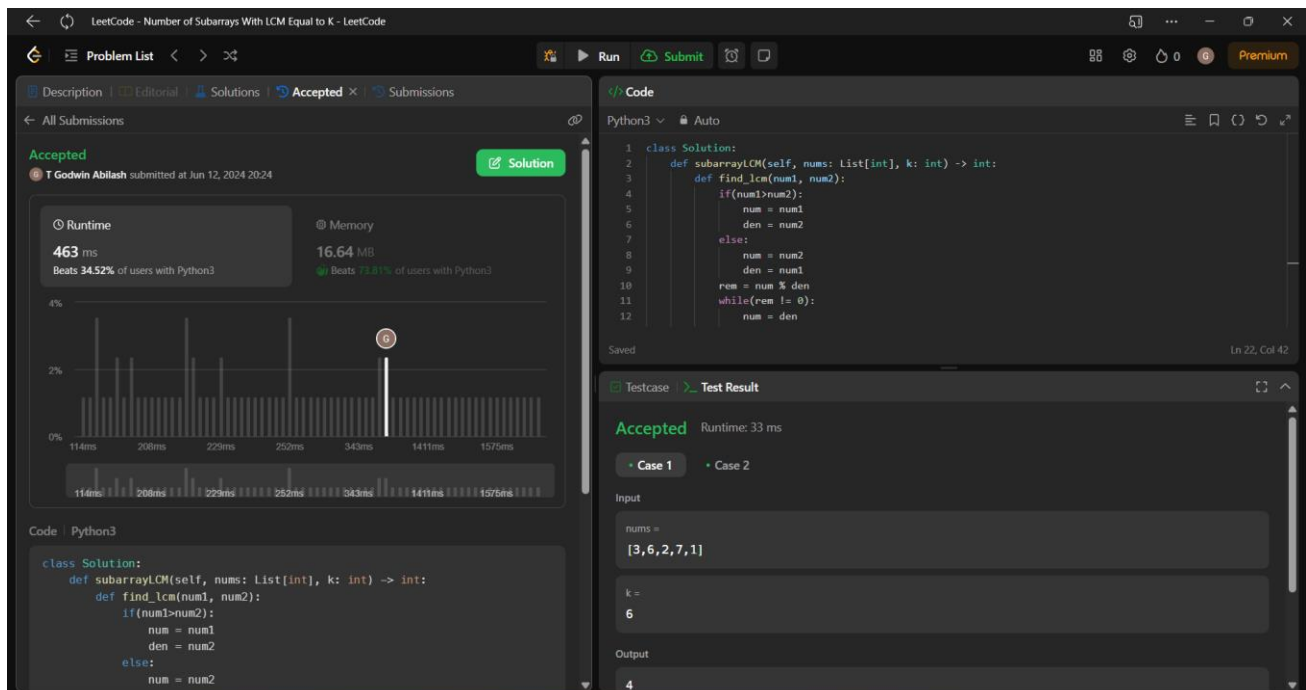 LeetCode - Number of Subarrays With LCM Equal to K - LeetCode
Problem List
Run
Submit
0
G
Premium
Description
Editorial
Solutions
Accepted
Submissions
All Submissions
Accepted
Solution
G
T Godwin Abilash submitted at Jun 12, 2024 20:24
Runtime
463 ms
Beats 34.52% of users with Python3
Memory
16.64 MB
Beats 73.81% of users with Python3
4%
2%
0%
G
114ms 208ms 229ms 252ms 343ms 1411ms 1575ms
114ms 208ms 229ms 252ms 343ms 1411ms 1575ms
Code | Python3
class Solution:
def subarrayLCM(self, nums: List[int], k: int) -> int:
def find_lcm(num1, num2):
if(num1>num2):
num = num1
den = num2
else:
num = num2
</> Code
Python3
Auto
1 class Solution:
2 def subarrayLCM(self, nums: List[int], k: int) -> int:
3 def find_lcm(num1, num2):
4 if(num1>num2):
5 num = num1
6 den = num2
7 else:
8 num = num2
9 den = num1
10 rem = num % den
11 while(rem != 0):
12 num = den
Saved
Ln 22, Col 42
Testcase
>_ Test Result
Accepted Runtime: 33 ms
• Case 1
• Case 2
Input
nums =
[3,6,2,7,1]
k =
6
Output
4